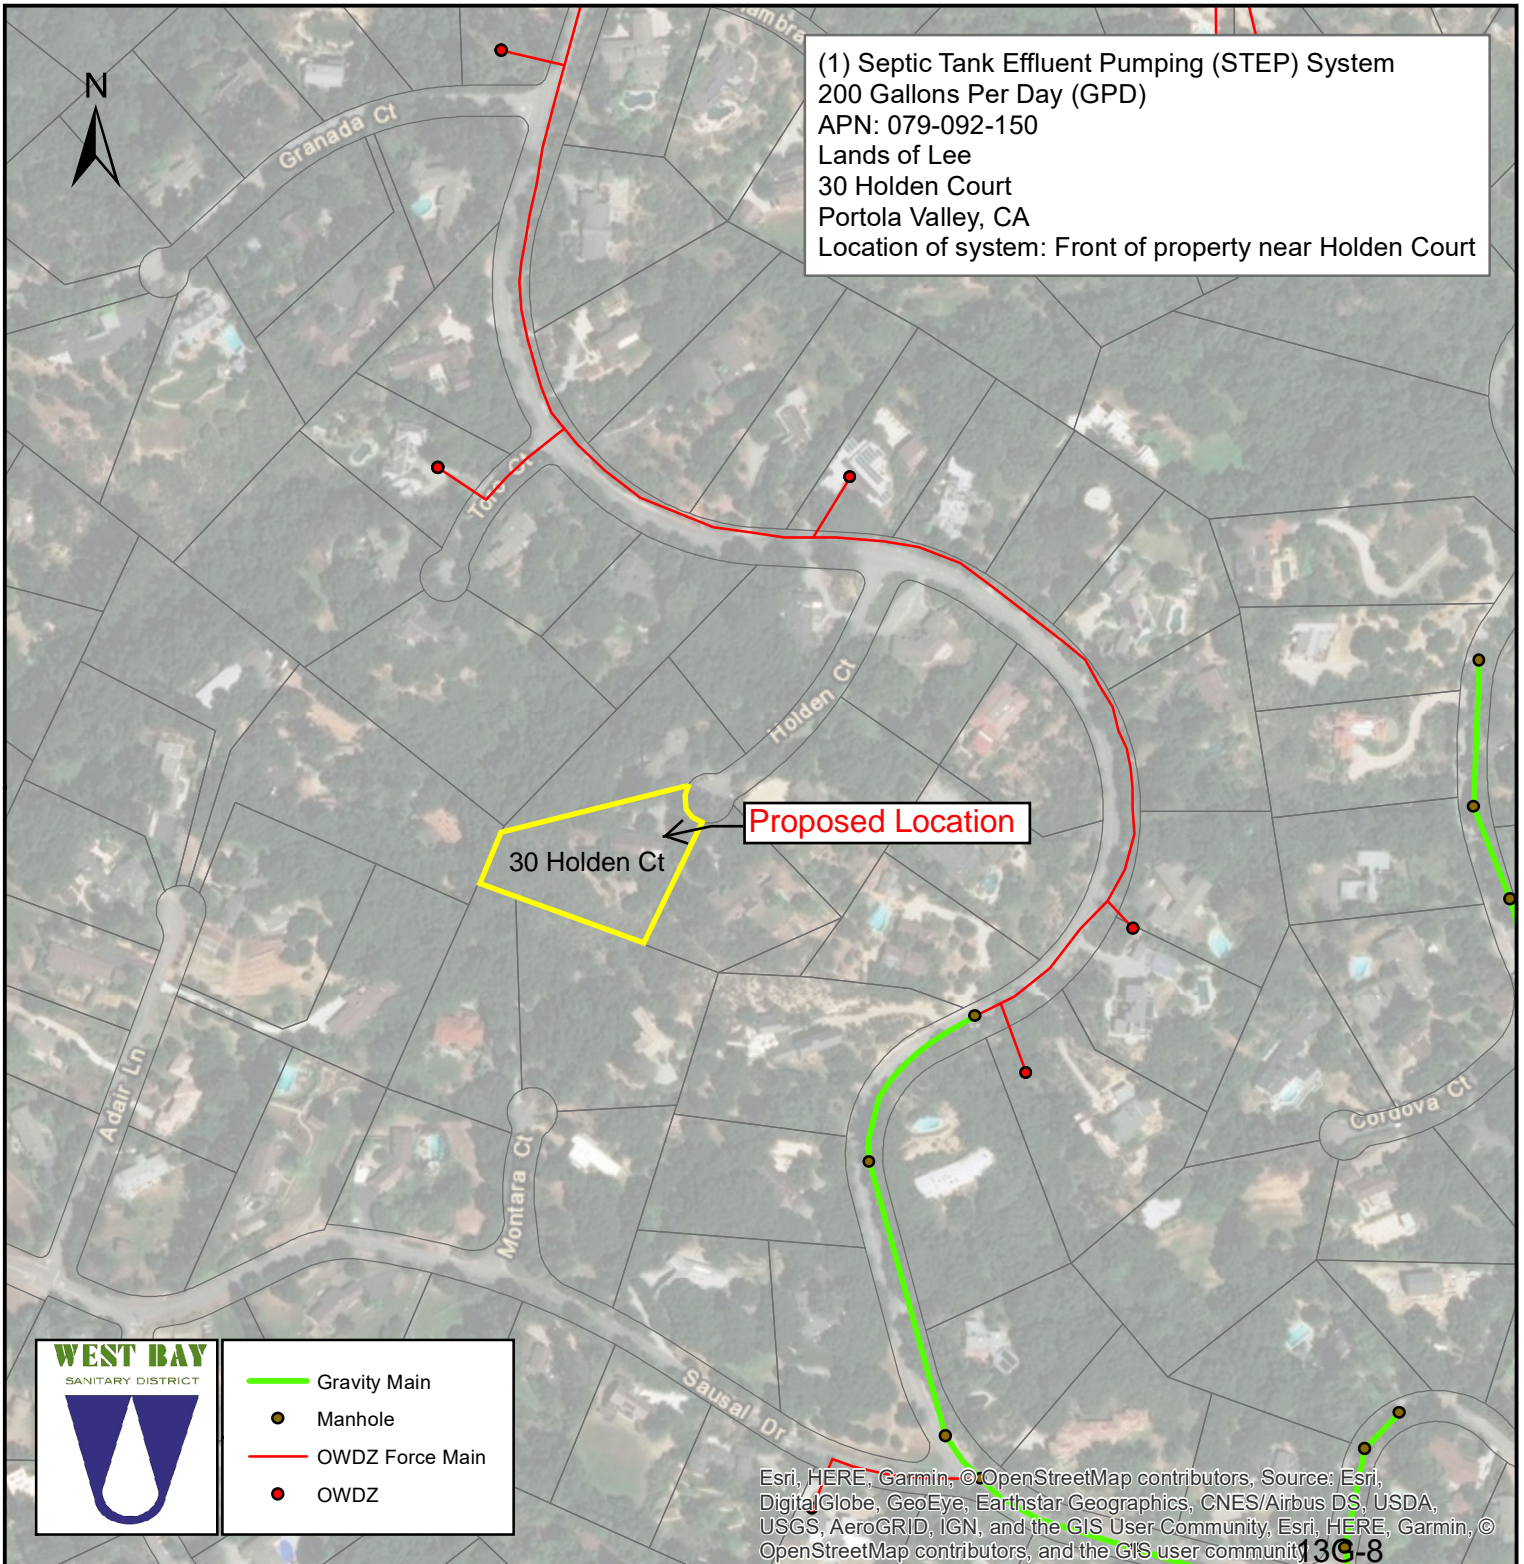 ambra
N
(1) Septic Tank Effluent Pumping (STEP) System
200 Gallons Per Day (GPD)
APN: 079-092-150
Lands of Lee
30 Holden Court
Portola Valley, CA
Location of system: Front of property near Holden Court
Granada Ct
Toro Ct
Holden Ct
Proposed Location
30 Holden Ct
Adair Ln
Montara Ct
Cordova Ct
Sausal Dr
WEST BAY
SANITARY DISTRICT
Gravity Main
Manhole
OWDZ Force Main
OWDZ
Esri, HERE, Garmin, © OpenStreetMap contributors, Source: Esri,
DigitalGlobe, GeoEye, Earthstar Geographics, CNES/Airbus DS, USDA,
USGS, AeroGRID, IGN, and the GIS User Community, Esri, HERE, Garmin, ©
OpenStreetMap contributors, and the GIS user community
13G-8